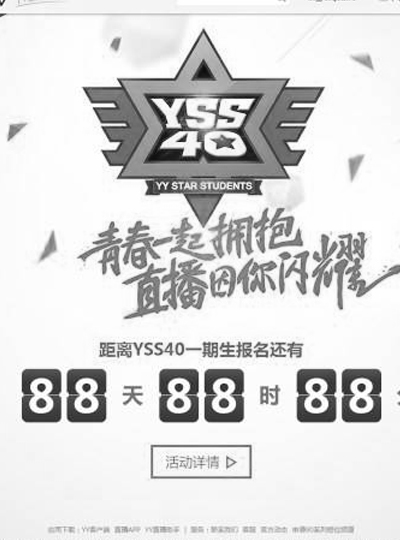 YSS
40
YY STAR STUDENTS
青春一起拥抱
直播因你闪耀
距离YSS40一期生报名还有
88 天 88 时 88
活动详情